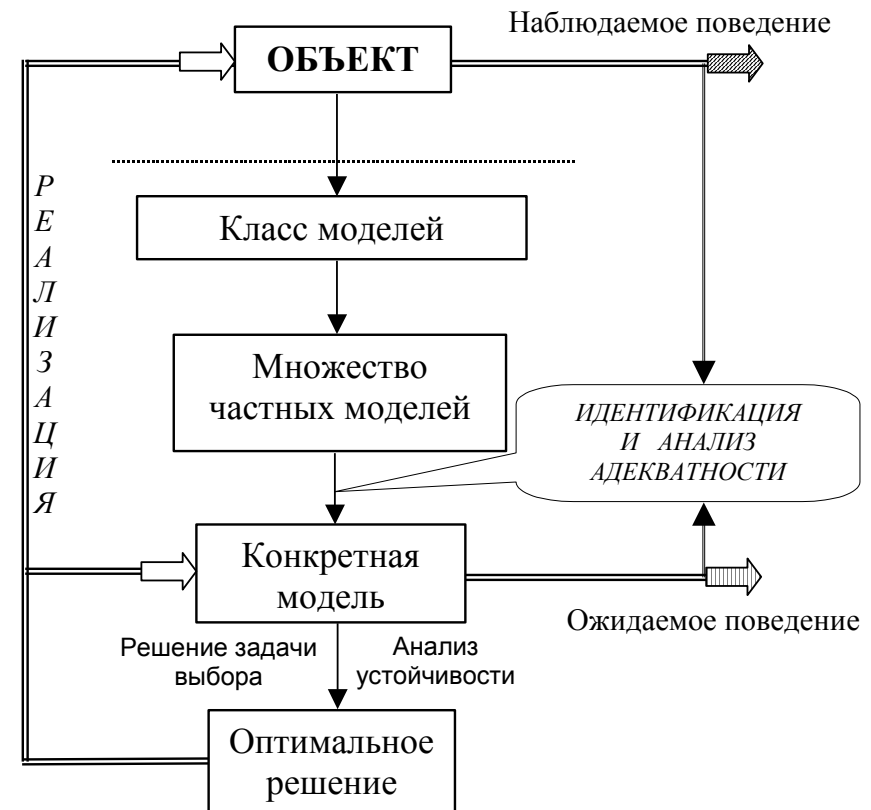 Наблюдаемое поведение
ОБЪЕКТ
РЕАЛИЗАЦИЯ
Класс моделей
Множество
частных моделей
ИДЕНТИФИКАЦИЯ
И АНАЛИЗ
АДЕКВАТНОСТИ
Конкретная
модель
Ожидаемое поведение
Решение задачи
выбора
Анализ
устойчивости
Оптимальное
решение